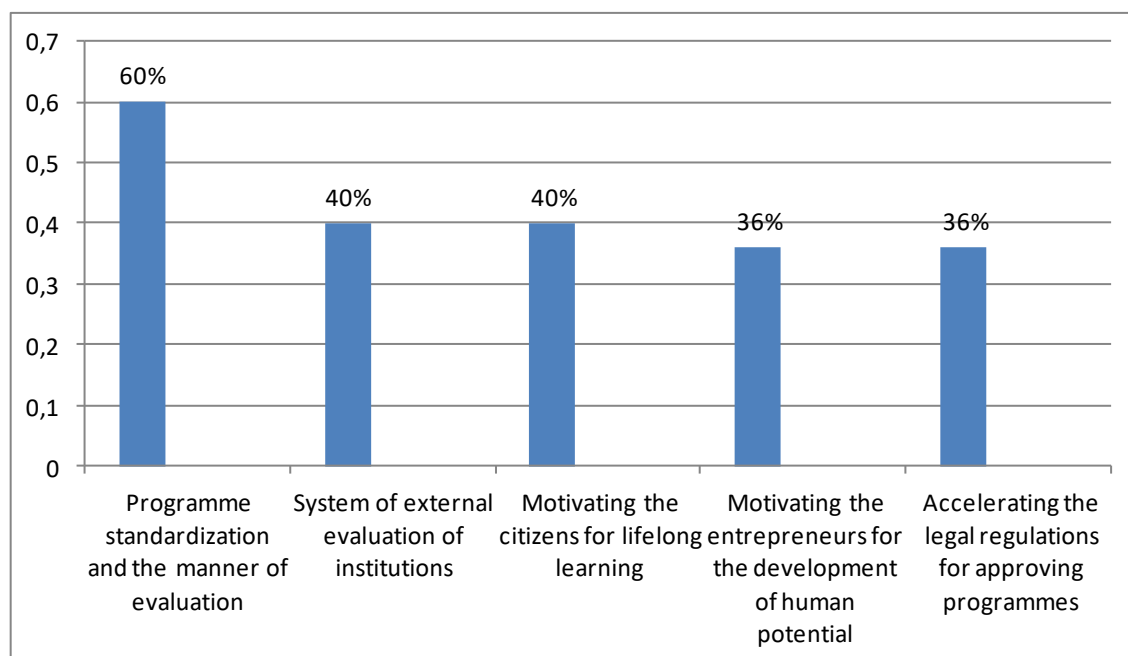 0,7
60%
0,6
0,5
40%
40%
36%
36%
0,4
0,3
0,2
0,1
0
Programme
standardization
and the manner of
evaluation
System of external
evaluation of
institutions
Motivating the
citizens for lifelong
learning
Motivating the
entrepreneurs for
the development
of human
potential
Accelerating the
legal regulations
for approving
programmes